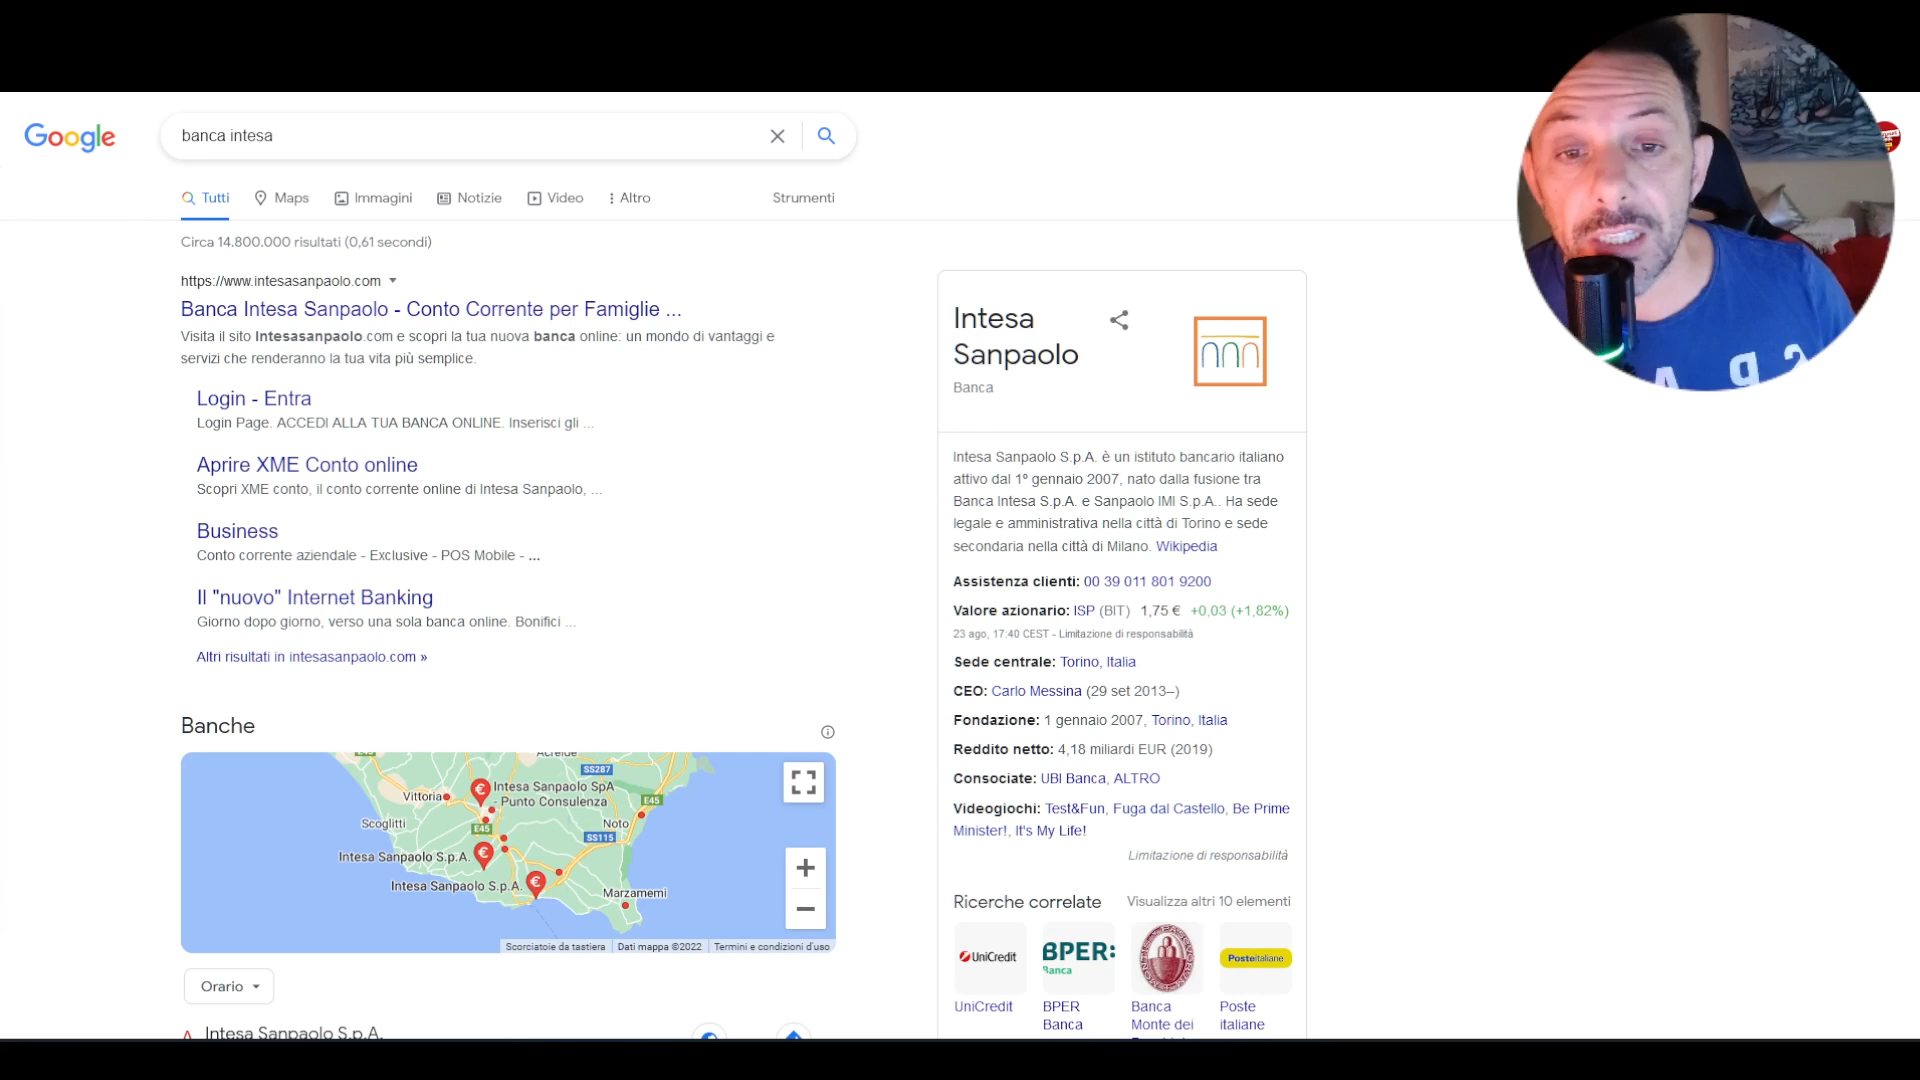 Google
banca intesa
Tutti
Maps
Immagini
Notizie
Video
Altro
Strumenti
Circa 14.800.000 risultati (0,61 secondi)
https://www.intesasanpaolo.com
Banca Intesa Sanpaolo - Conto Corrente per Famiglie ...
Visita il sito Intesasanpaolo.com e scopri la tua nuova banca online: un mondo di vantaggi e
servizi che renderanno la tua vita più semplice.
Login - Entra
Login Page. ACCEDI ALLA TUA BANCA ONLINE. Inserisci gli ...
Aprire XME Conto online
Scopri XME conto, il conto corrente online di Intesa Sanpaolo, ...
Business
Conto corrente aziendale - Exclusive - POS Mobile - ...
Il "nuovo" Internet Banking
Giorno dopo giorno, verso una sola banca online. Bonifici ...
Altri risultati in intesasanpaolo.com »
Banche
SS287
Intesa Sanpaolo SpA
- Punto Consulenza
Vittoria
E45
Scoglitti
E45
Noto
SS115
Intesa Sanpaolo S.p.A.
Intesa Sanpaolo S.p.A.
Marzamemi
Scorciatoie da tastiera
Dati mappa ©2022
Termini e condizioni d'uso
Orario
Intesa Sanpaolo S.p.A.
Intesa
Sanpaolo
Banca
Intesa Sanpaolo S.p.A. è un istituto bancario italiano
attivo dal 1º gennaio 2007, nato dalla fusione tra
Banca Intesa S.p.A. e Sanpaolo IMI S.p.A.. Ha sede
legale e amministrativa nella città di Torino e sede
secondaria nella città di Milano. Wikipedia
Assistenza clienti: 00 39 011 801 9200
Valore azionario: ISP (BIT) 1,75 € +0,03 (+1,82%)
23 ago, 17:40 CEST - Limitazione di responsabilità
Sede centrale: Torino, Italia
CEO: Carlo Messina (29 set 2013–)
Fondazione: 1 gennaio 2007, Torino, Italia
Reddito netto: 4,18 miliardi EUR (2019)
Consociate: UBI Banca, ALTRO
Videogiochi: Test&Fun, Fuga dal Castello, Be Prime
Minister!, It's My Life!
Limitazione di responsabilità
Ricerche correlate
Visualizza altri 10 elementi
UniCredit
BPER:
Banca
Posteitaliane
UniCredit
BPER
Banca
Banca
Monte dei
Poste
italiane